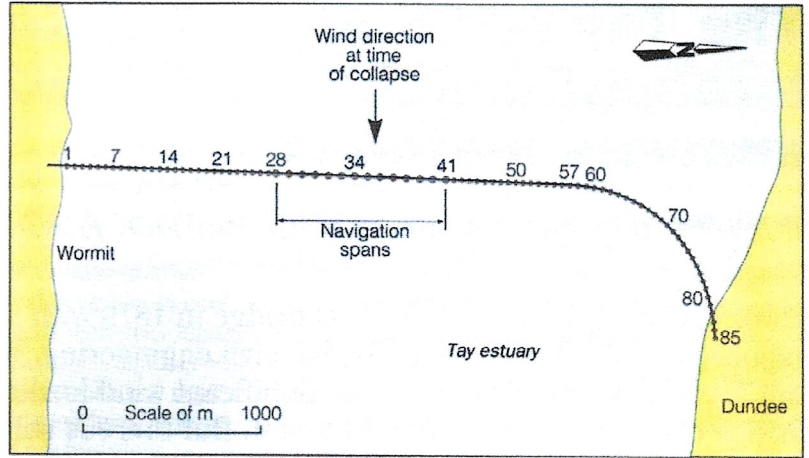 Wind direction
at time
of collapse
N
1 7 14 21 28 34 41 50 57 60
70
80
85
Navigation
spans
Wormit
Tay estuary
0 Scale of m 1000
Dundee